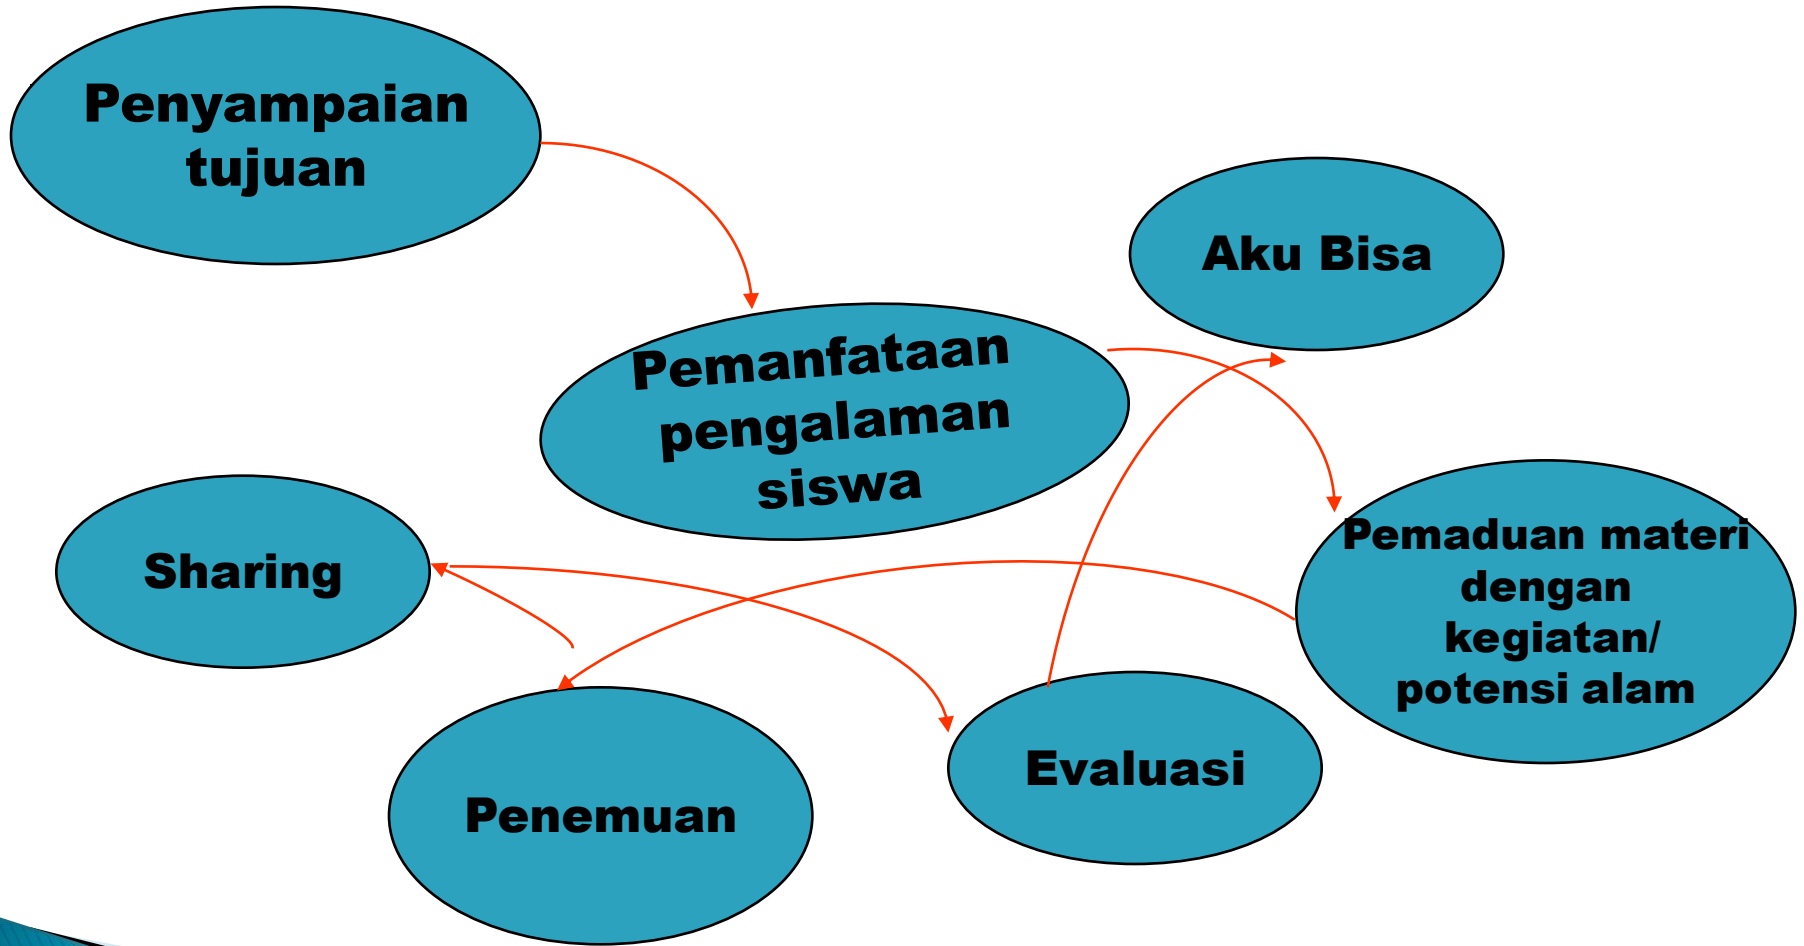 Penyampaian
tujuan
Aku Bisa
Pemanfataan
pengalaman
siswa
Sharing
Pemaduan materi
dengan
kegiatan/
potensi alam
Evaluasi
Penemuan